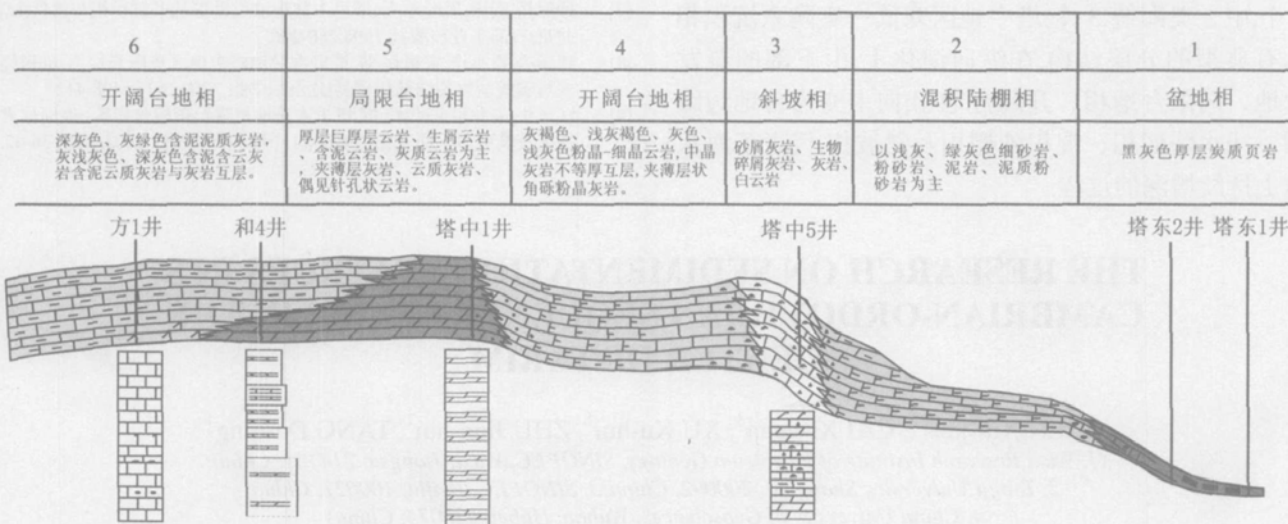 6 5 4 3 2 1
开阔台地相 局限台地相 开阔台地相 斜坡相 混积陆棚相 盆地相
深灰色、灰绿色含泥泥质灰岩,
灰浅灰色、深灰色含泥含云灰
岩含泥云质灰岩与灰岩互层。
厚层巨厚层云岩、生屑云岩
、含泥云岩、灰质云岩为主
,夹薄层灰岩、云质灰岩、
偶见针孔状云岩。
灰褐色、浅灰褐色、灰色、
浅灰色粉晶-细晶云岩,中晶
灰岩不等厚互层,夹薄层状
角砾粉晶灰岩。
砂屑灰岩、生物
碎屑灰岩、灰岩、
白云岩
以浅灰、绿灰色细砂岩、
粉砂岩、泥岩、泥质粉
砂岩为主
黑灰色厚层炭质页岩
方1井 和4井 塔中1井 塔中5井 塔东2井 塔东1井